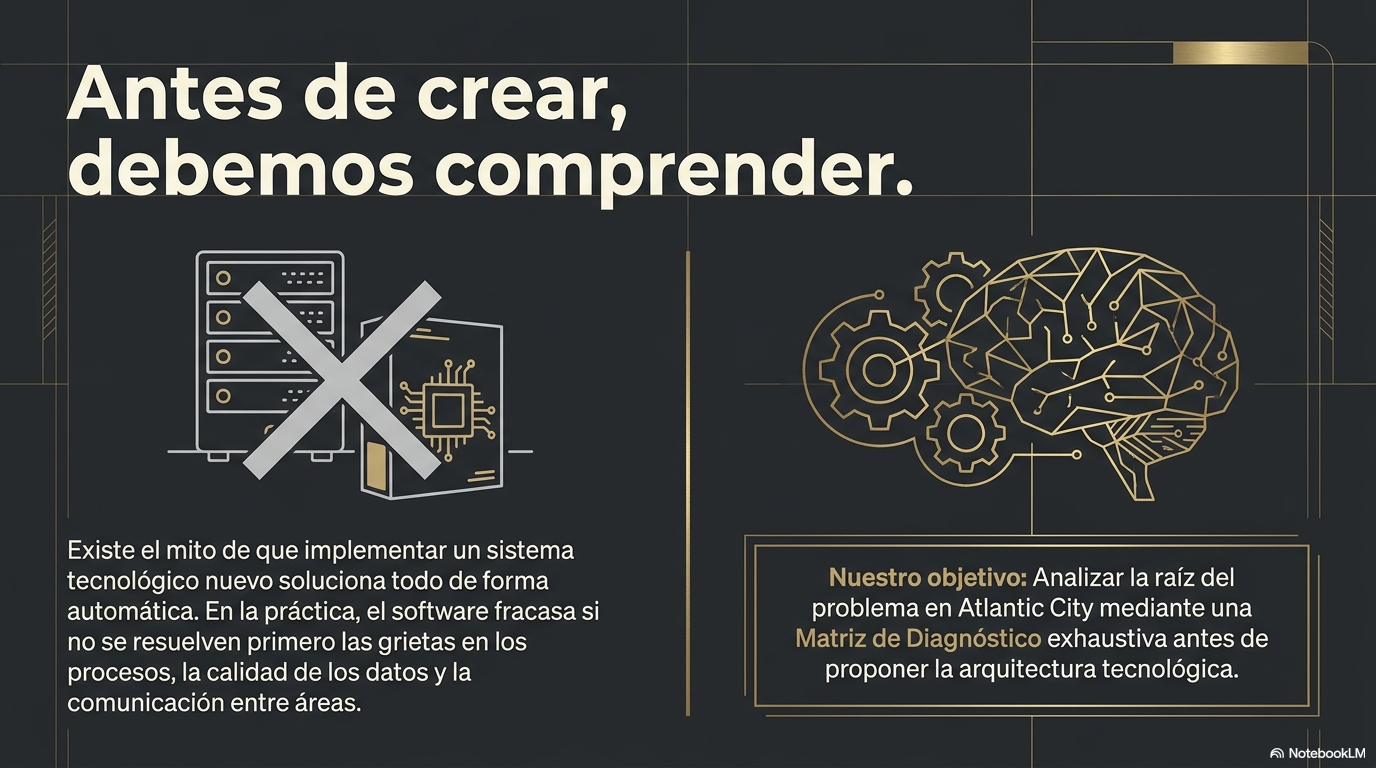 Antes de crear,
debemos comprender.
Existe el mito de que implementar un sistema
tecnológico nuevo soluciona todo de forma
automática. En la práctica, el software fracasa si
no se resuelven primero las grietas en los
procesos, la calidad de los datos y la
comunicación entre áreas.
Nuestro objetivo: Analizar la raíz del
problema en Atlantic City mediante una
Matriz de Diagnóstico exhaustiva antes de
proponer la arquitectura tecnológica.
NotebookLM